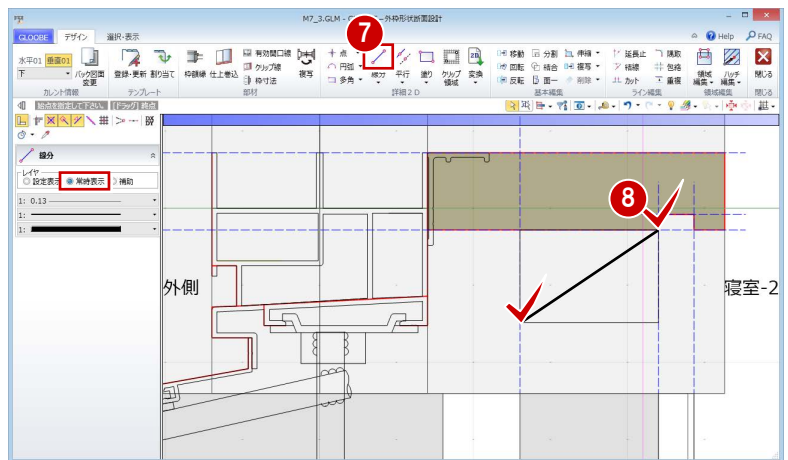 M7_3.GLM - G
外枠形状断面設計
7
GLOOBE デザイン 選択・表示
Help FAQ
水平01 垂直01
下
バック図面 変更
登録・更新 割り当て
枠額縁 仕上巻込
有効開口線
クリップ線
枠寸法
複写
点
円弧
多角
線分 平行 塗り クリップ 領域 変換
移動 分割 伸縮
回転 結合 複写
反転 面一 削除
延長止 隅取
結線 包絡
カット 重複
領域 編集 ハッチ 編集 閉じる
カレント情報 テンプレート 部材 詳細2D 基本編集 ライン編集 領域編集 閉じる
始点を指定して下さい。 [ドラッグ] 終点
線分
レイヤ
設定表示 常時表示 補助
1: 0.13
1:
1:
8
外側
寝室-2